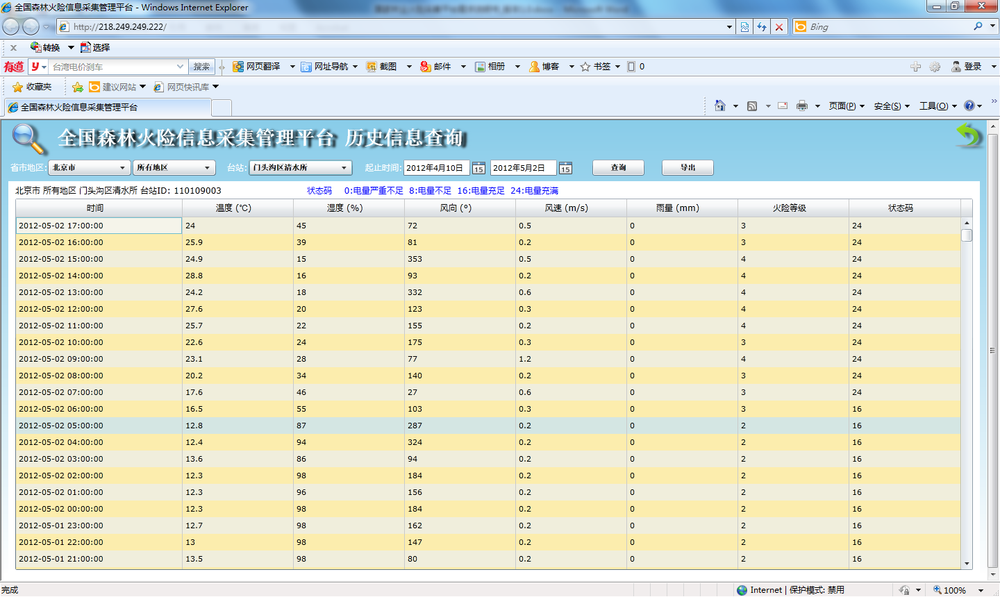 全国森林火险信息采集管理平台 - Windows Internet Explorer
http://218.249.249.222/
Bing
x 转换 选择
有道 y 台湾电价刹车 搜索 网页翻译 网址导航 截图 邮件 相册 博客 书签 0 登录
收藏夹 建议网站 网页快讯库
全国森林火险信息采集管理平台 页面(P) 安全(S) 工具(O)
全国森林火险信息采集管理平台 历史信息查询
省市地区: 北京市 所有地区 台站: 门头沟区清水所 起止时间: 2012年4月10日 15 2012年5月2日 15 查询 导出
北京市 所有地区 门头沟区清水所 台站ID: 110109003 状态码 0:电量严重不足 8:电量不足 16:电量充足 24:电量充满
时间 温度 (℃) 湿度 (%) 风向 (º) 风速 (m/s) 雨量 (mm) 火险等级 状态码
2012-05-02 17:00:00 24 45 72 0.5 0 3 24
2012-05-02 16:00:00 25.9 39 81 0.2 0 3 24
2012-05-02 15:00:00 24.9 15 353 0.5 0 4 24
2012-05-02 14:00:00 28.8 16 93 0.2 0 4 24
2012-05-02 13:00:00 24.2 18 332 0.6 0 4 24
2012-05-02 12:00:00 27.6 20 123 0.3 0 4 24
2012-05-02 11:00:00 25.7 22 155 0.2 0 4 24
2012-05-02 10:00:00 22.6 24 175 0.3 0 3 24
2012-05-02 09:00:00 23.1 28 77 1.2 0 4 24
2012-05-02 08:00:00 20.2 34 140 0.2 0 3 24
2012-05-02 07:00:00 17.6 46 27 0.6 0 3 24
2012-05-02 06:00:00 16.5 55 103 0.3 0 3 16
2012-05-02 05:00:00 12.8 87 287 0.2 0 2 16
2012-05-02 04:00:00 12.4 94 324 0.2 0 2 16
2012-05-02 03:00:00 13.6 86 94 0.2 0 2 16
2012-05-02 02:00:00 12.3 98 184 0.2 0 2 16
2012-05-02 01:00:00 12.3 96 156 0.2 0 2 16
2012-05-02 00:00:00 12.3 98 184 0.2 0 2 16
2012-05-01 23:00:00 12.7 98 162 0.2 0 2 16
2012-05-01 22:00:00 13 98 147 0.2 0 2 16
2012-05-01 21:00:00 13.5 98 80 0.2 0 2 16
完成 Internet | 保护模式: 禁用 100%